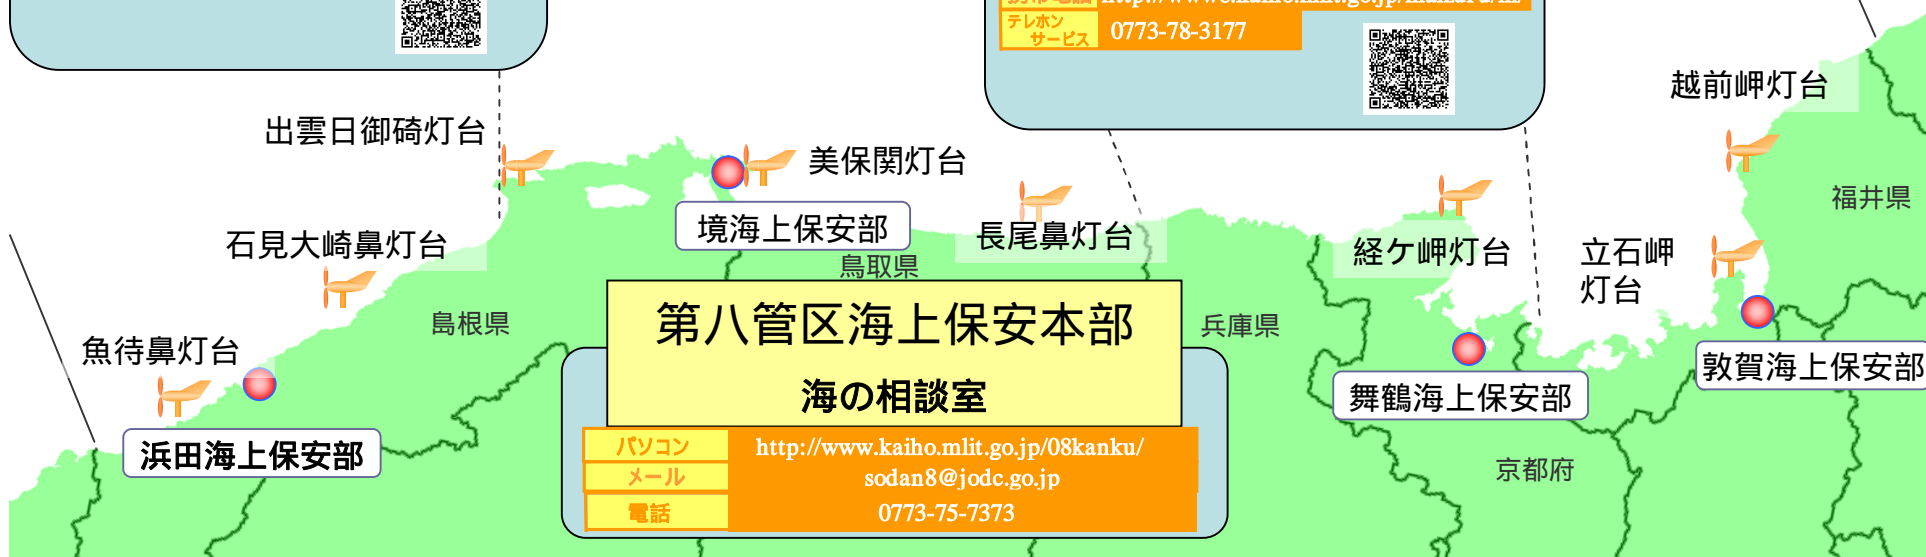 テレホン
サービス
0773-78-3177
越前岬灯台
出雲日御碕灯台
美保関灯台
福井県
境海上保安部
長尾鼻灯台
石見大崎鼻灯台
経ケ岬灯台
立石岬
灯台
鳥取県
第八管区海上保安本部
海の相談室
島根県
兵庫県
魚待鼻灯台
敦賀海上保安部
舞鶴海上保安部
浜田海上保安部
パソコン http://www.kaiho.mlit.go.jp/08kanku/
メール sodan8@jodc.go.jp
電話 0773-75-7373
京都府